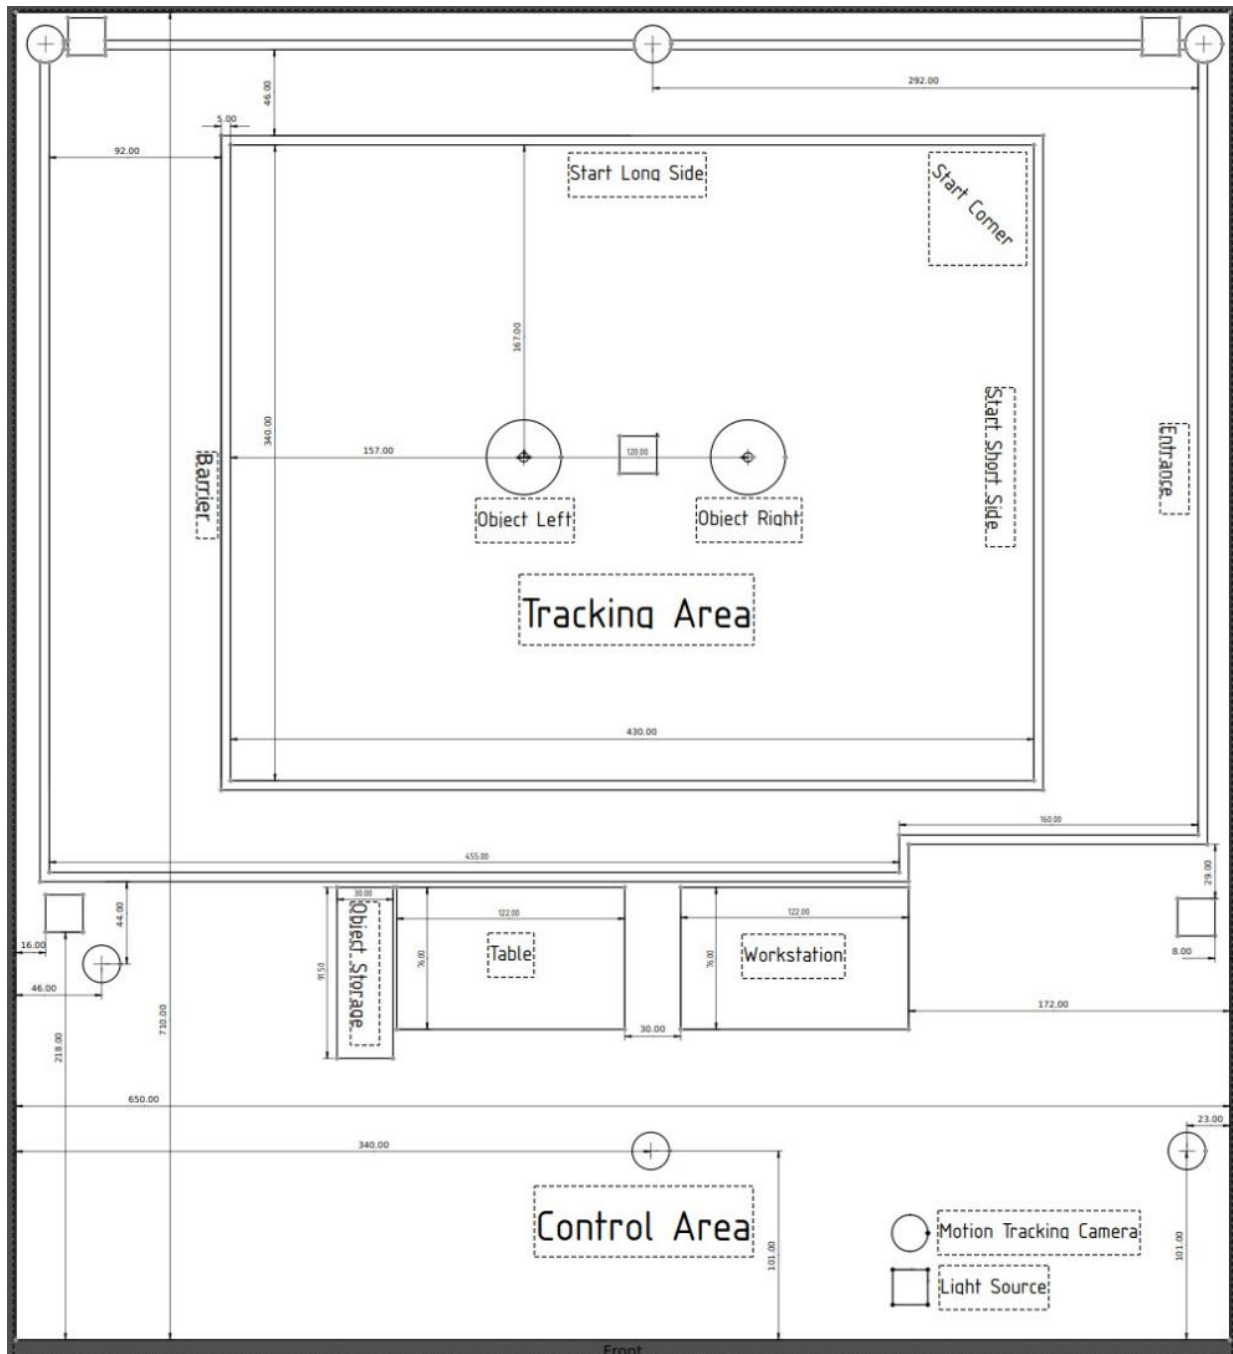 292.00
46.00
5.00
92.00
Start Long Side
Start Corner
167.00
340.00
157.00
120.00
Start Short Side
Entrance
Barrier
Object Left
Object Right
Tracking Area
430.00
160.00
455.00
29.00
30.00
122.00
122.00
44.00
16.00
Object Storage
76.00
Table
76.00
Workstation
8.00
91.50
46.00
172.00
710.00
30.00
218.00
650.00
23.00
340.00
Control Area
101.00
101.00
Motion Tracking Camera
Light Source
Front